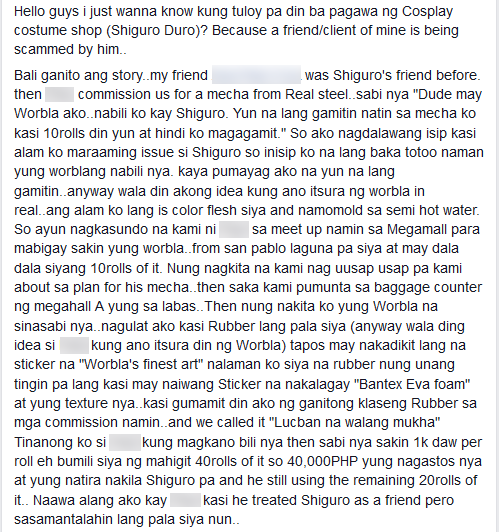 Hello guys i just wanna know kung tuloy pa din ba pagawa ng Cosplay
costume shop (Shiguro Duro)? Because a friend/client of mine is being
scammed by him..
Bali ganito ang story..my friend was Shiguro's friend before.
then commission us for a mecha from Real steel..sabi nya "Dude may
Worbla ako..nabili ko kay Shiguro. Yun na lang gamitin natin sa mecha ko
kasi 10rolls din yun at hindi ko magagamit." So ako nagdalawang isip kasi
alam ko maraaming issue si Shiguro so inisip ko na lang baka totoo naman
yung worblang nabili nya. kaya pumayag ako na yun na lang
gamitin..anyway wala din akong idea kung ano itsura ng worbla in
real..ang alam ko lang is color flesh siya and namomold sa semi hot water.
So ayun nagkasundo na kami ni sa meet up namin sa Megamall para
mabigay sakin yung worbla..from san pablo laguna pa siya at may dala
dala siyang 10rolls of it. Nung nagkita na kami nag uusap usap pa kami
about sa plan for his mecha..then saka kami pumunta sa baggage counter
ng megahall A yung sa labas..Then nung nakita ko yung Worbla na
sinasabi nya..nagulat ako kasi Rubber lang pala siya (anyway wala ding
idea si kung ano itsura din ng Worbla) tapos may nakadikit lang na
sticker na "Worbla's finest art" nalaman ko siya na rubber nung unang
tingin pa lang kasi may naiwang Sticker na nakalagay "Bantex Eva foam"
at yung texture nya..kasi gumamit din ako ng ganitong klaseng Rubber sa
mga commission namin..and we called it "Lucban na walang mukha"
Tinanong ko si kung magkano bili nya then sabi nya sakin 1k daw per
roll eh bumili siya ng mahigit 40rolls of it so 40,000PHP yung nagastos nya
at yung natira nakila Shiguro pa and he still using the remaining 20rolls of
it.. Naawa alang ako kay kasi he treated Shiguro as a friend pero
sasamantalahin lang pala siya nun..